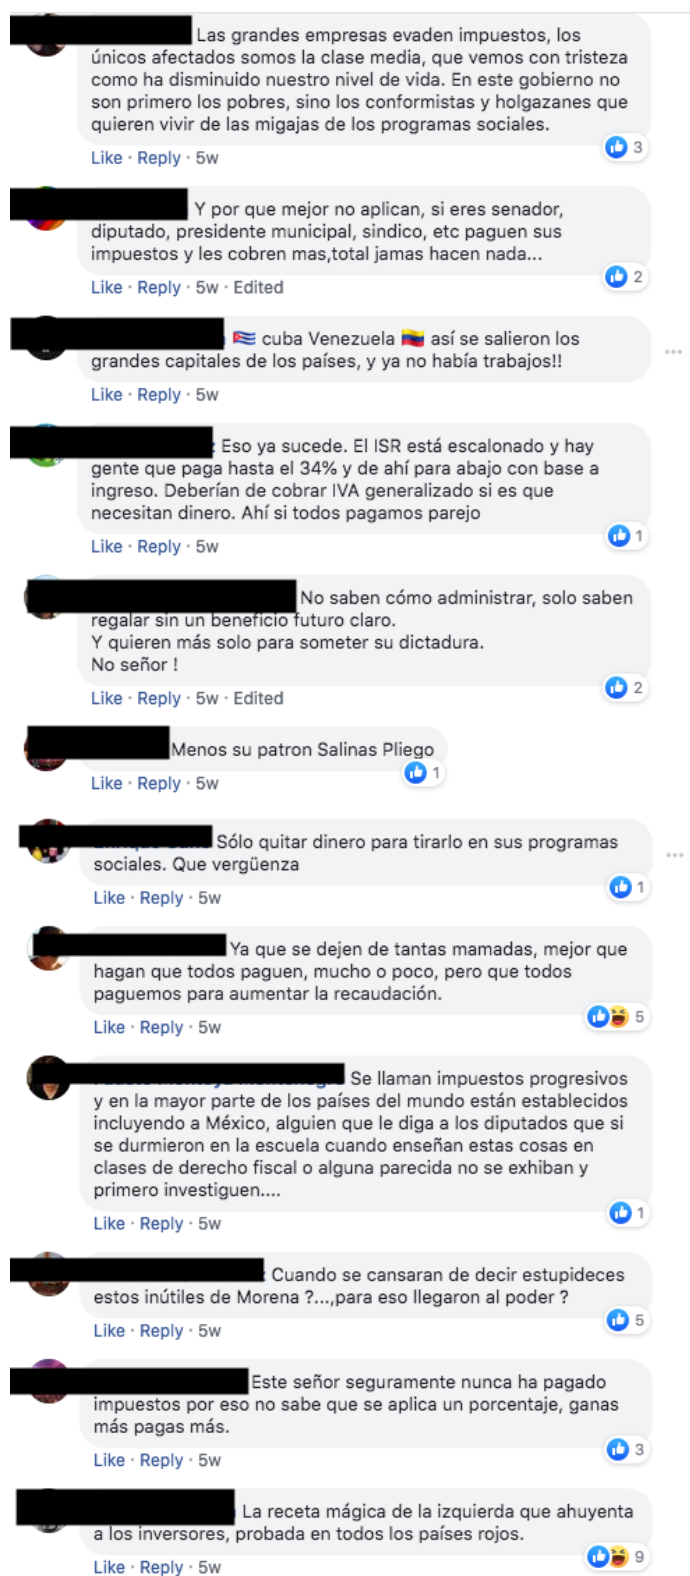 Las grandes empresas evaden impuestos, los
únicos afectados somos la clase media, que vemos con tristeza
como ha disminuido nuestro nivel de vida. En este gobierno no
son primero los pobres, sino los conformistas y holgazanes que
quieren vivir de las migajas de los programas sociales.
3
Like · Reply · 5w
Y por que mejor no aplican, si eres senador,
diputado, presidente municipal, sindico, etc paguen sus
impuestos y les cobren mas,total jamas hacen nada...
2
Like · Reply · 5w · Edited
🇨🇺 cuba Venezuela 🇻🇪 así se salieron los
grandes capitales de los países, y ya no había trabajos!!
Like · Reply · 5w
Eso ya sucede. El ISR está escalonado y hay
gente que paga hasta el 34% y de ahí para abajo con base a
ingreso. Deberían de cobrar IVA generalizado si es que
necesitan dinero. Ahí si todos pagamos parejo
1
Like · Reply · 5w
No saben cómo administrar, solo saben
regalar sin un beneficio futuro claro.
Y quieren más solo para someter su dictadura.
No señor !
2
Like · Reply · 5w · Edited
Menos su patron Salinas Pliego
1
Like · Reply · 5w
Sólo quitar dinero para tirarlo en sus programas
sociales. Que vergüenza
1
Like · Reply · 5w
Ya que se dejen de tantas mamadas, mejor que
hagan que todos paguen, mucho o poco, pero que todos
paguemos para aumentar la recaudación.
5
Like · Reply · 5w
Se llaman impuestos progresivos
y en la mayor parte de los países del mundo están establecidos
incluyendo a México, alguien que le diga a los diputados que si
se durmieron en la escuela cuando enseñan estas cosas en
clases de derecho fiscal o alguna parecida no se exhiban y
primero investiguen....
1
Like · Reply · 5w
Cuando se cansaran de decir estupideces
estos inútiles de Morena ?...,para eso llegaron al poder ?
5
Like · Reply · 5w
Este señor seguramente nunca ha pagado
impuestos por eso no sabe que se aplica un porcentaje, ganas
más pagas más.
3
Like · Reply · 5w
La receta mágica de la izquierda que ahuyenta
a los inversores, probada en todos los países rojos.
9
Like · Reply · 5w